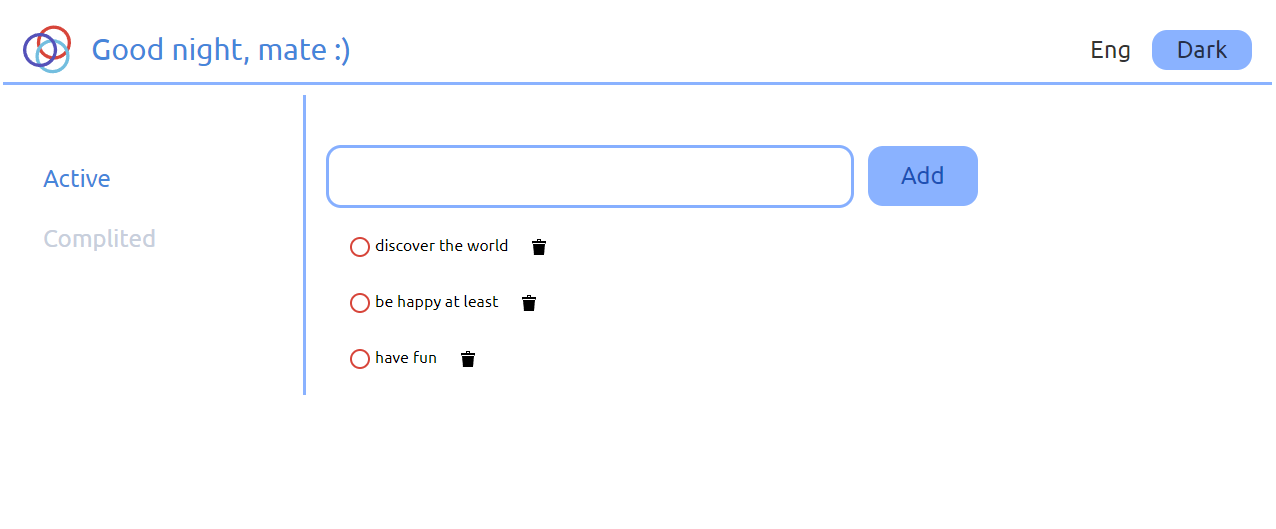 Good night, mate :)
Eng
Dark
Active
Complited
Add
discover the world
be happy at least
have fun